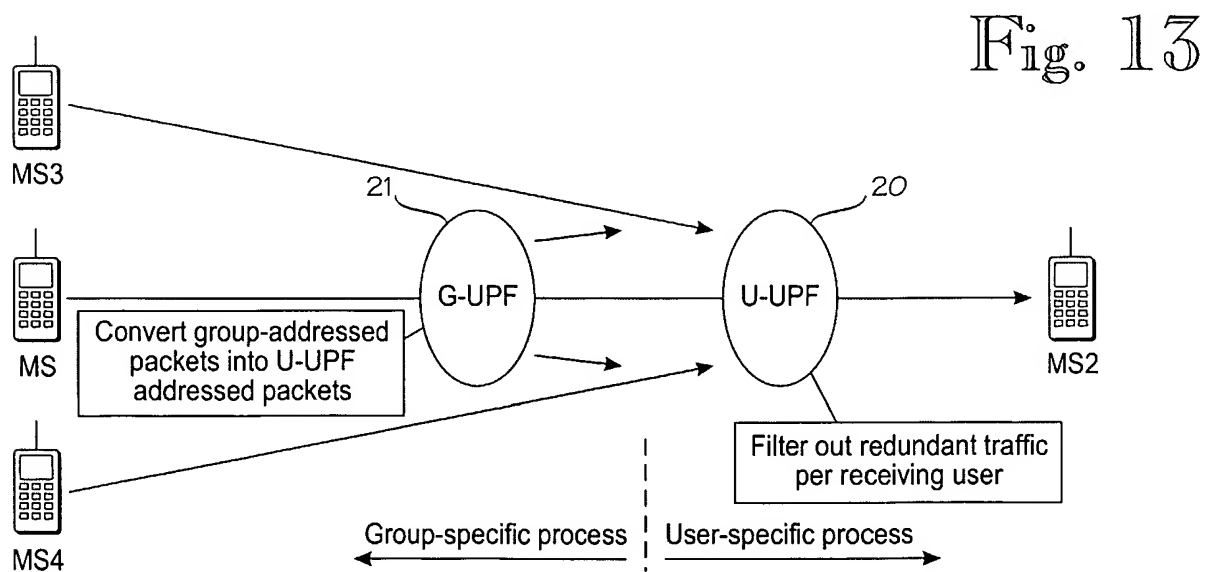 Fig. 13
MS3
21
20
G-UPF
U-UPF
MS
Convert group-addressed
packets into U-UPF
addressed packets
MS2
Filter out redundant traffic
per receiving user
MS4
Group-specific process
User-specific process